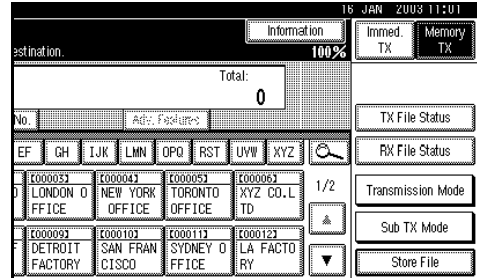 16 JAN 2003 11:01
Information
estination. 100%
Immed. TX
Memory TX
Total:
0
No. Adv. Features
TX File Status
EF GH IJK LMN OPQ RST UVW XYZ
RX File Status
[00003] [00004] [00005] [00006]
LONDON O NEW YORK TORONTO XYZ CO.L
FFICE OFFICE OFFICE TD
1/2
Transmission Mode
Sub TX Mode
[00009] [00010] [00011] [00012]
DETROIT SAN FRAN SYDNEY O LA FACTO
FACTORY CISCO FFICE RY
Store File